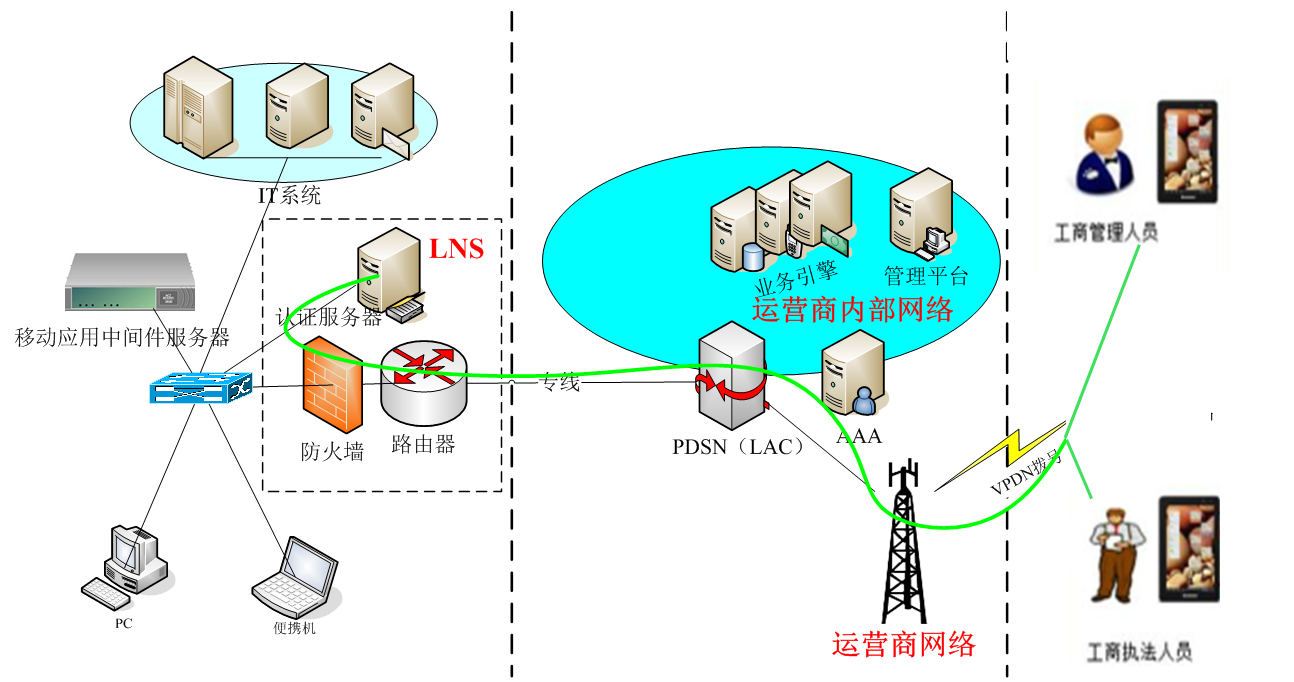 IT系统
LNS
认证服务器
移动应用中间件服务器
防火墙
路由器
PC
便携机
专线
业务引擎
管理平台
运营商内部网络
PDSN（LAC）
AAA
VPDN拨号
运营商网络
工商管理人员
工商执法人员